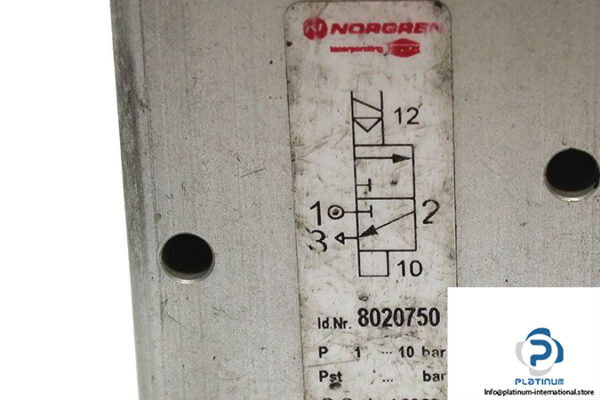 NORGREN
Incorporating
12
1
2
3
10
Id.Nr. 8020750
P 1 ... 10 bar
Pst ... bar
PLATINUM
http://platinum-international.store